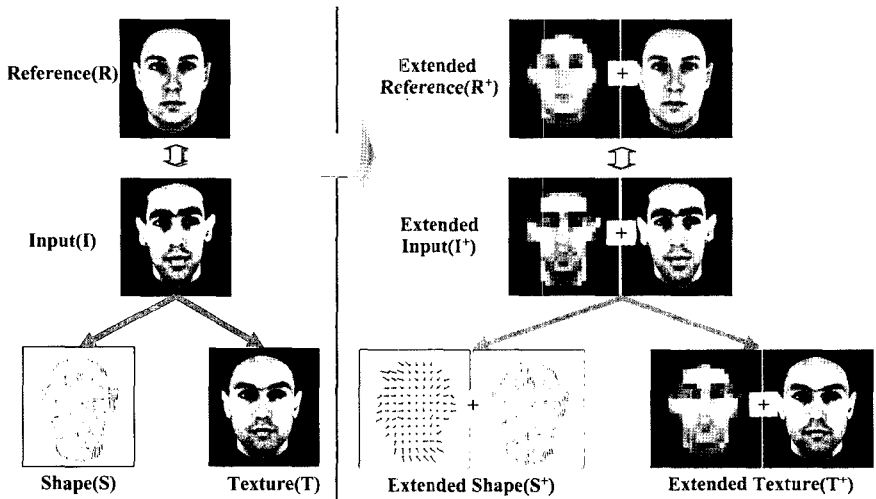 Reference(R)
Input(I)
Shape(S)
Texture(T)
Extended
Reference(R⁺)
+
Extended
Input(I⁺)
+
+
Extended Shape(S⁺)
+
Extended Texture(T⁺)